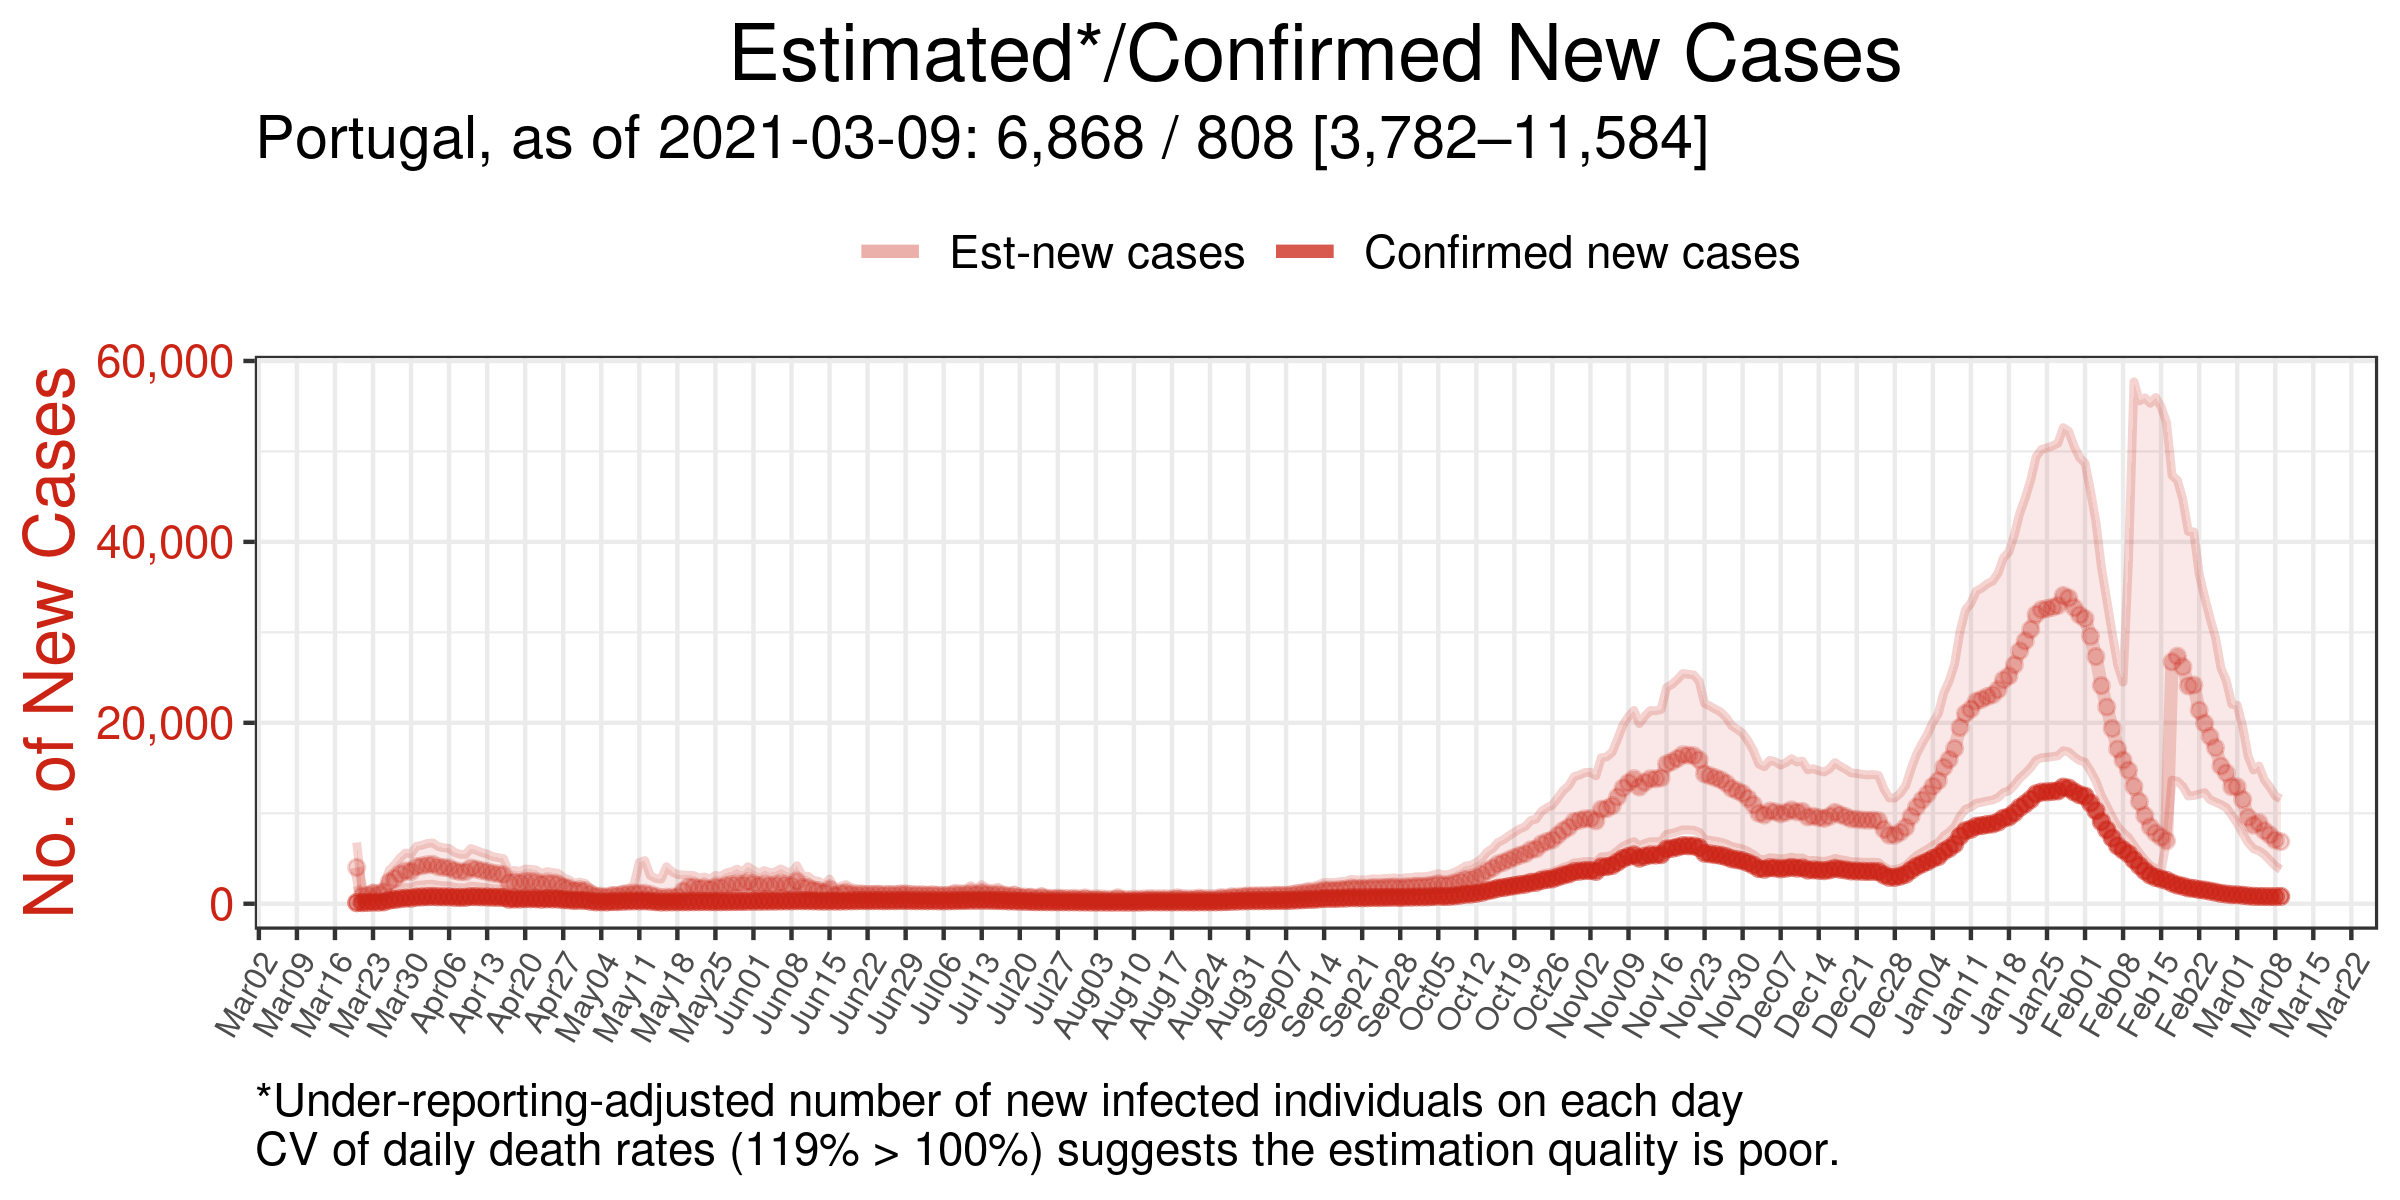 Estimated*/Confirmed New Cases
Portugal, as of 2021-03-09: 6,868 / 808 [3,782–11,584]
Est-new cases
Confirmed new cases
No. of New Cases
60,000
40,000
20,000
0
Mar02
Mar09
Mar16
Mar23
Mar30
Apr06
Apr13
Apr20
Apr27
May04
May11
May18
May25
Jun01
Jun08
Jun15
Jun22
Jun29
Jul06
Jul13
Jul20
Jul27
Aug03
Aug10
Aug17
Aug24
Aug31
Sep07
Sep14
Sep21
Sep28
Oct05
Oct12
Oct19
Oct26
Nov02
Nov09
Nov16
Nov23
Nov30
Dec07
Dec14
Dec21
Dec28
Jan04
Jan11
Jan18
Jan25
Feb01
Feb08
Feb15
Feb22
Mar01
Mar08
Mar15
Mar22
*Under-reporting-adjusted number of new infected individuals on each day
CV of daily death rates (119% > 100%) suggests the estimation quality is poor.